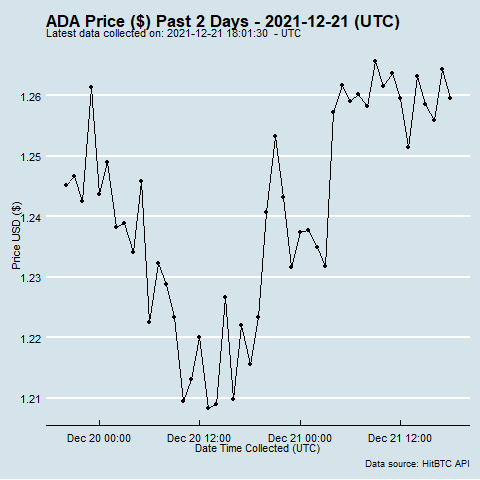 ADA Price ($) Past 2 Days - 2021-12-21 (UTC)
Latest data collected on: 2021-12-21 18:01:30  - UTC
1.26
1.25
1.24
1.23
1.22
1.21
Price USD ($)
Dec 20 00:00 Dec 20 12:00 Dec 21 00:00 Dec 21 12:00
Date Time Collected (UTC)
Data source: HitBTC API